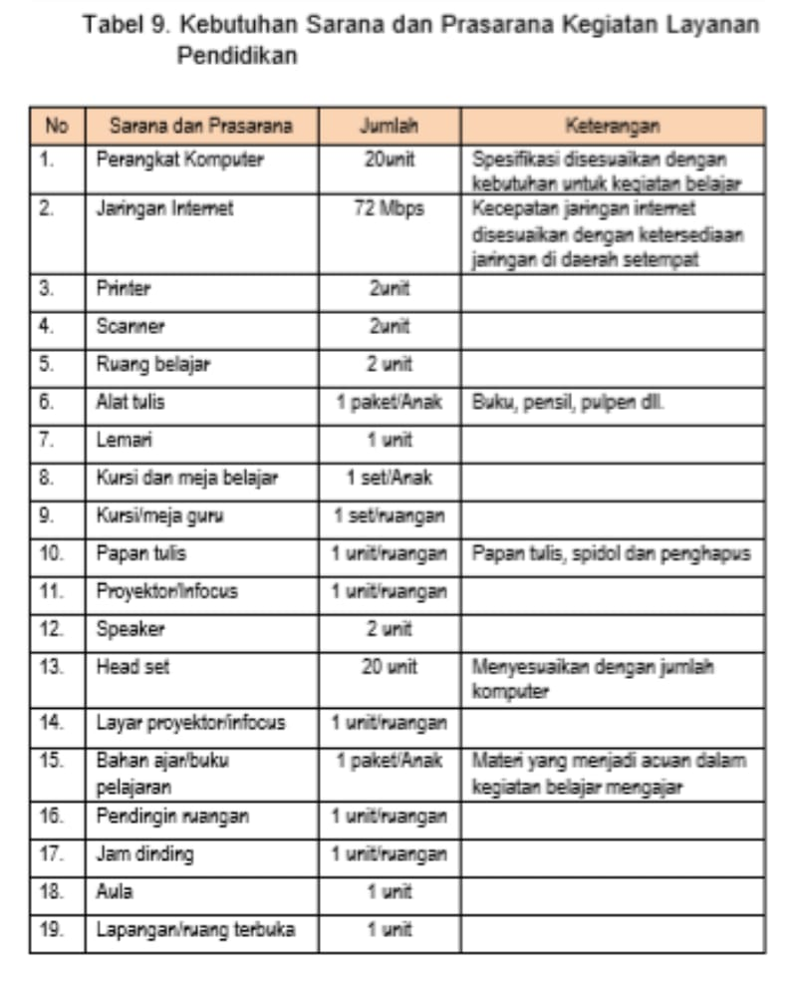 Tabel 9. Kebutuhan Sarana dan Prasarana Kegiatan Layanan
Pendidikan
No Sarana dan Prasarana Jumlah Keterangan
1. Perangkat Komputer 20unit Spesifikasi disesuaikan dengan
kebutuhan untuk kegiatan belajar
2. Jaringan Internet 72 Mbps Kecepatan jaringan internet
disesuaikan dengan ketersediaan
jaringan di daerah setempat
3. Printer 2unit
4. Scanner 2unit
5. Ruang belajar 2 unit
6. Alat tulis 1 paket/Anak Buku, pensil, pulpen dll.
7. Lemari 1 unit
8. Kursi dan meja belajar 1 set/Anak
9. Kursi/meja guru 1 set/ruangan
10. Papan tulis 1 unit/ruangan Papan tulis, spidol dan penghapus
11. Proyektor/Infocus 1 unit/ruangan
12. Speaker 2 unit
13. Head set 20 unit Menyesuaikan dengan jumlah
komputer
14. Layar proyektor/infocus 1 unit/ruangan
15. Bahan ajar/buku 1 paket/Anak Materi yang menjadi acuan dalam
pelajaran kegiatan belajar mengajar
16. Pendingin ruangan 1 unit/ruangan
17. Jam dinding 1 unit/ruangan
18. Aula 1 unit
19. Lapangan/ruang terbuka 1 unit